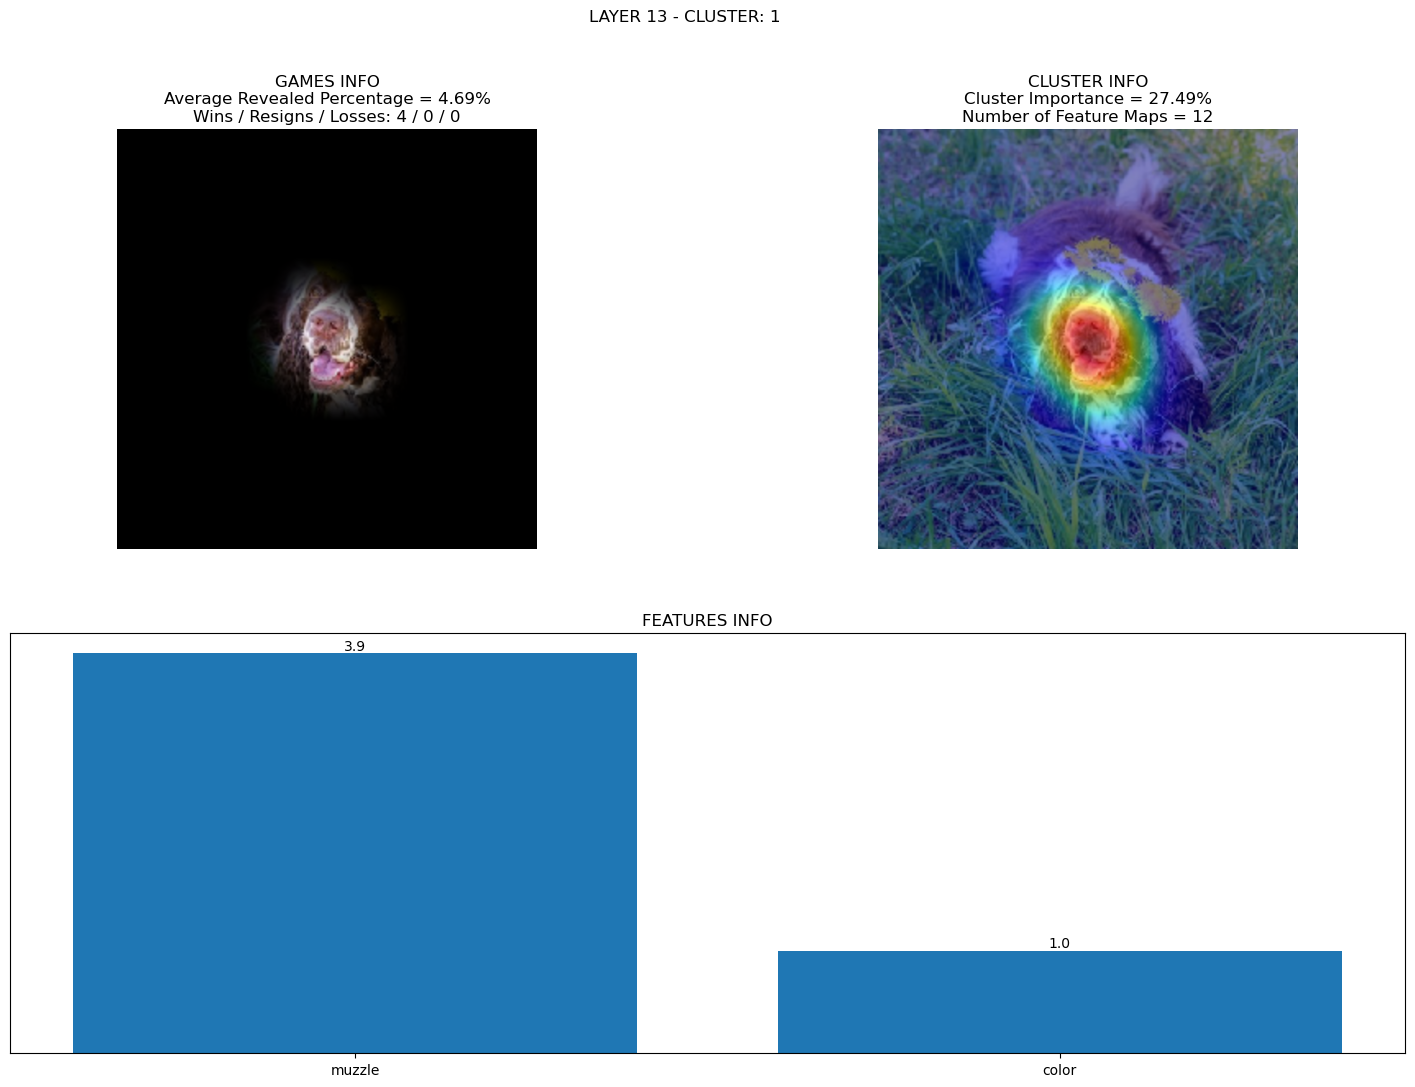 LAYER 13 - CLUSTER: 1
GAMES INFO
Average Revealed Percentage = 4.69%
Wins / Resigns / Losses: 4 / 0 / 0
CLUSTER INFO
Cluster Importance = 27.49%
Number of Feature Maps = 12
FEATURES INFO
3.9
1.0
muzzle
color